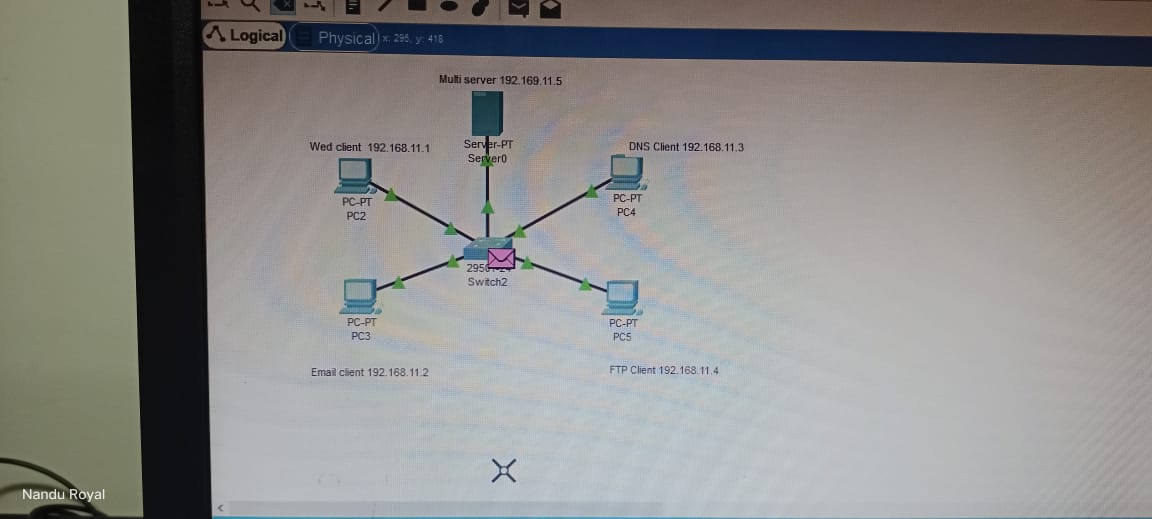 Logical
Physical
x: 295, y: 418
Multi server 192.169.11.5
Wed client 192.168.11.1
Server-PT
Server0
DNS Client 192.168.11.3
PC-PT
PC2
PC-PT
PC4
Switch2
PC-PT
PC3
PC-PT
PC5
Email client 192.168.11.2
FTP Client 192.168.11.4
Nandu Royal